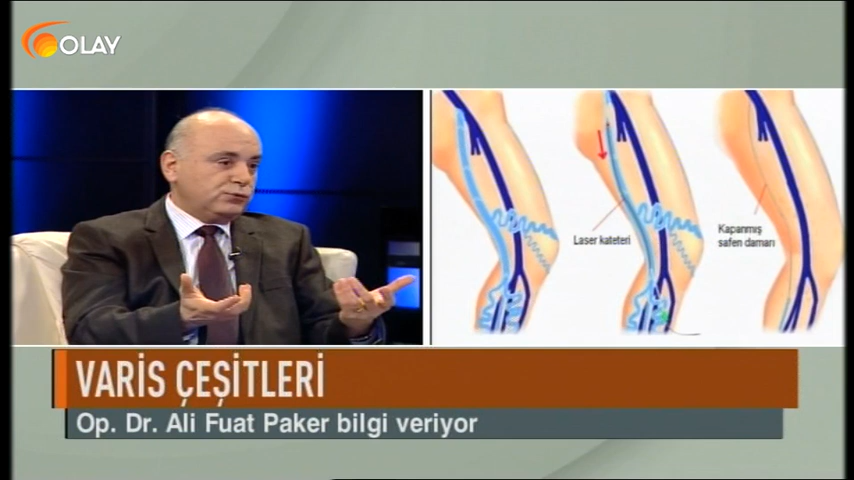 OLAY
Laser kateteri
Kapanmış
safen damarı
VARİS ÇEŞİTLERİ
Op. Dr. Ali Fuat Paker bilgi veriyor